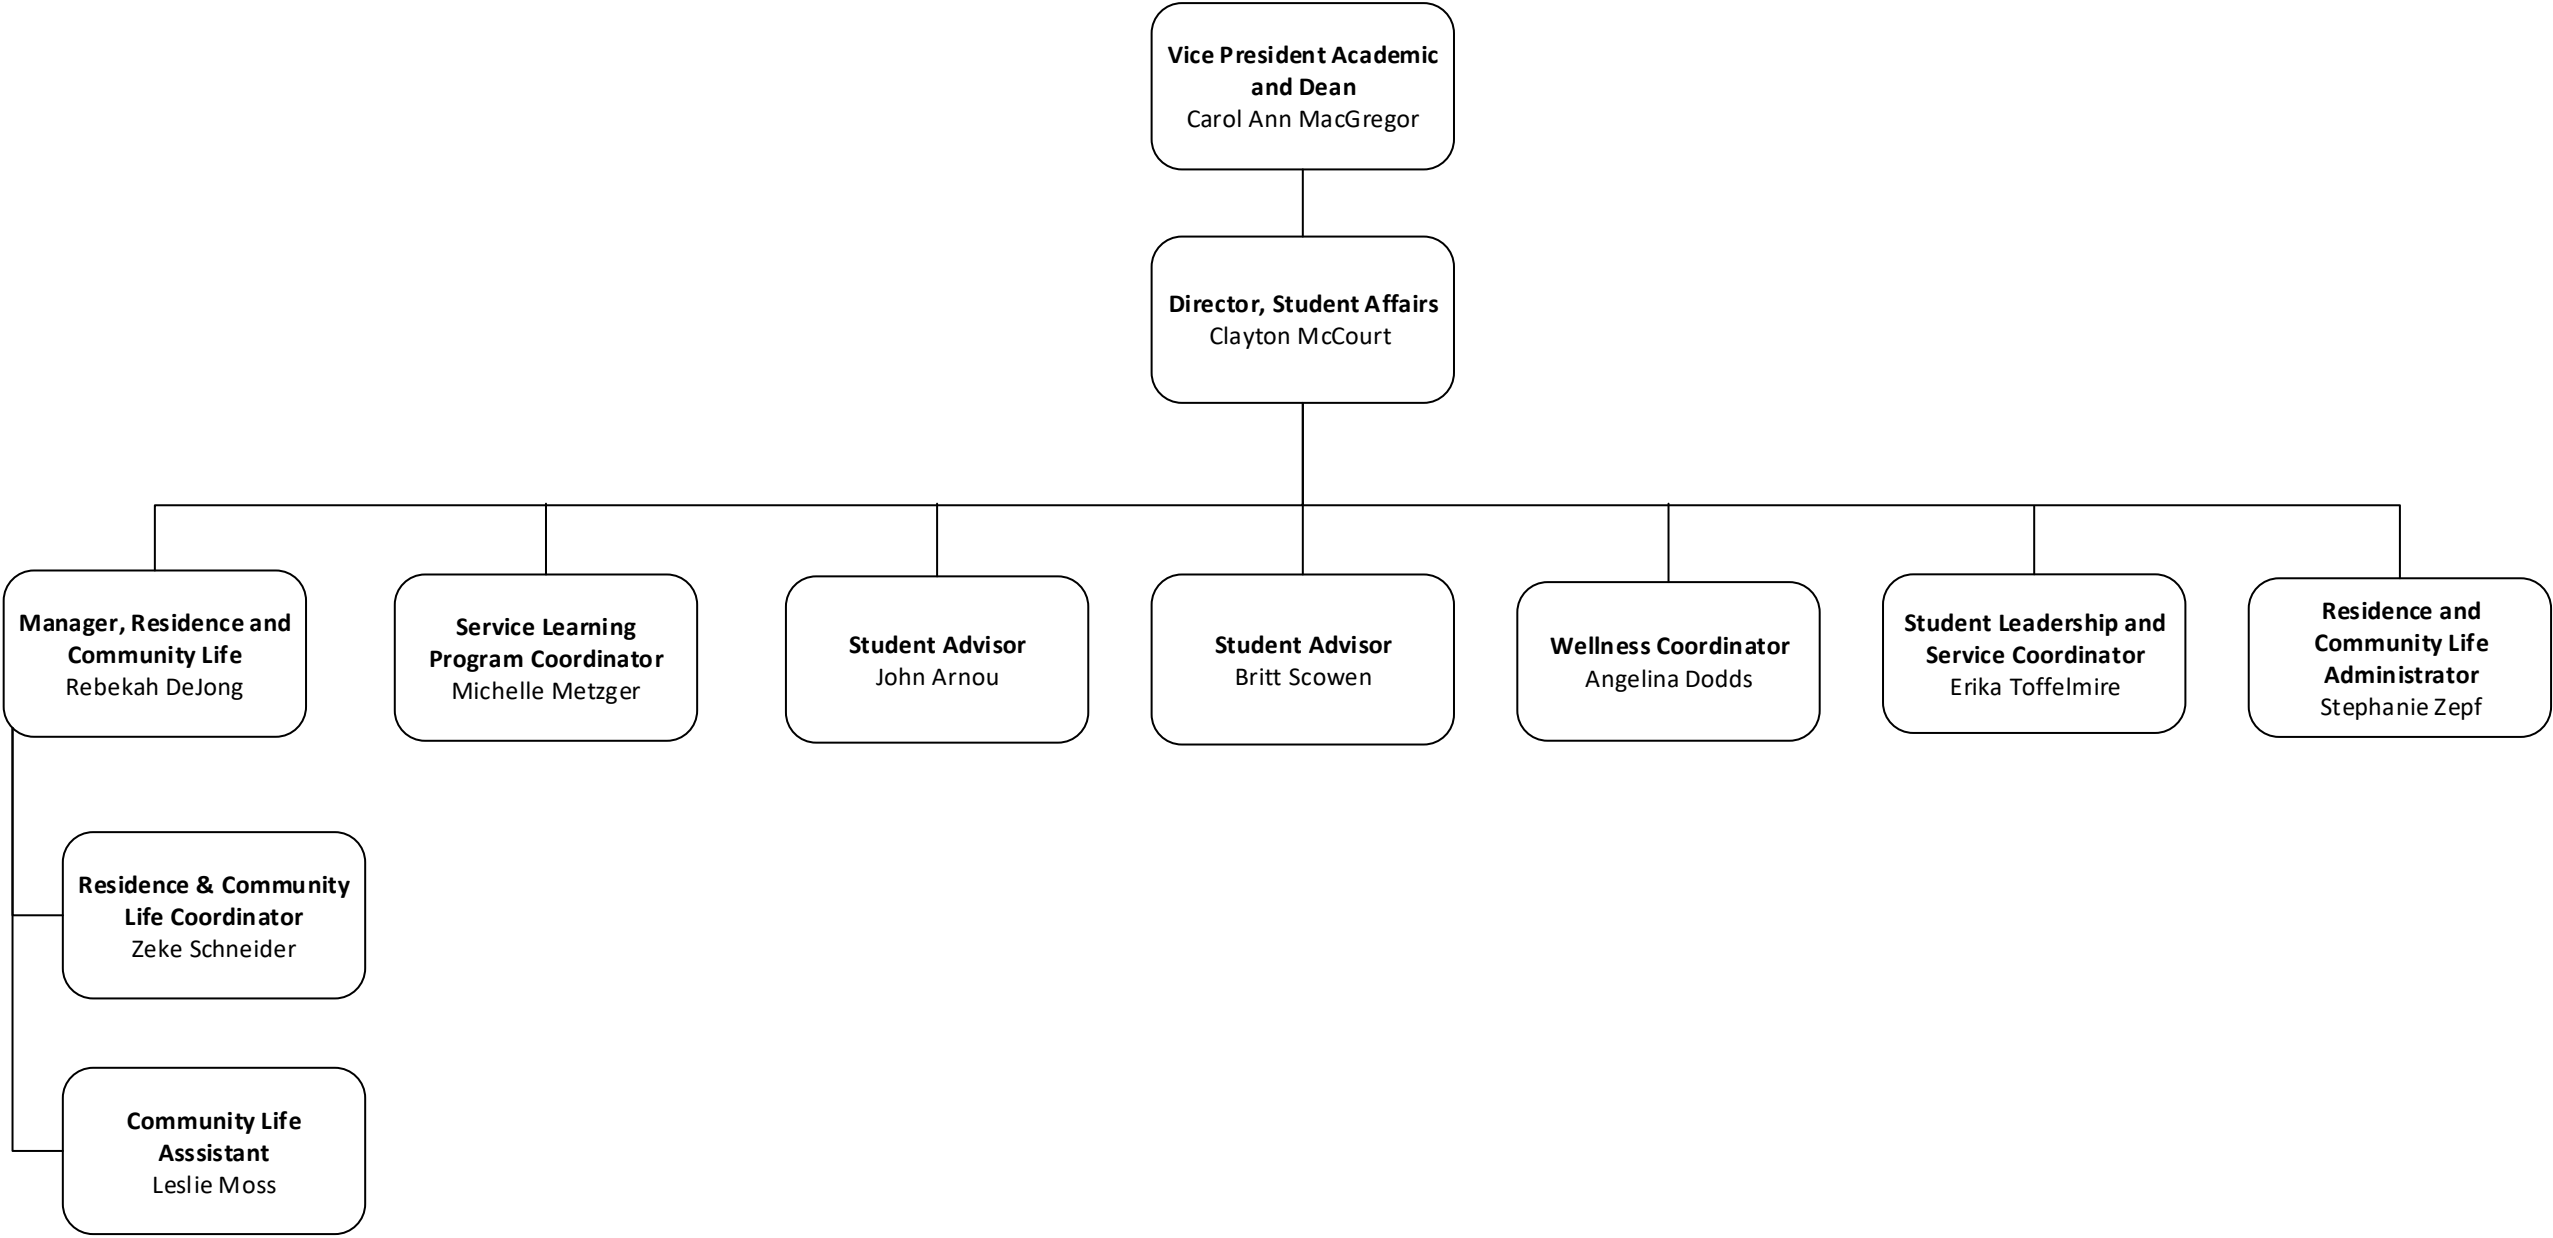 Vice President Academic
and Dean
Carol Ann MacGregor
Director, Student Affairs
Clayton McCourt
Manager, Residence and
Community Life
Rebekah DeJong
Service Learning
Program Coordinator
Michelle Metzger
Student Advisor
John Arnou
Student Advisor
Britt Scowen
Wellness Coordinator
Angelina Dodds
Student Leadership and
Service Coordinator
Erika Toffelmire
Residence and
Community Life
Administrator
Stephanie Zepf
Residence & Community
Life Coordinator
Zeke Schneider
Community Life
Asssistant
Leslie Moss